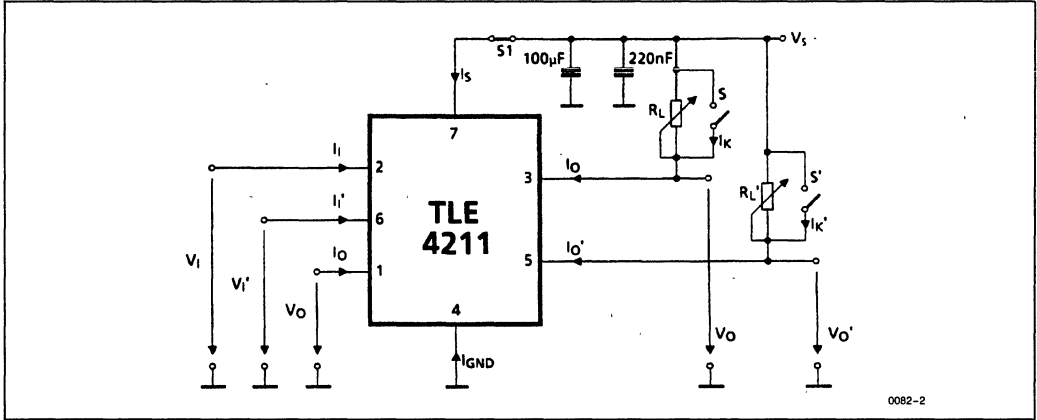 S1
Vs
100µF
220nF
IS
S
RL
IK
7
II
2
IO
3
S'
RL'
IK'
II'
6
TLE
4211
IO'
5
VI
IO
1
VI'
VO
4
IGND
VO
VO'
0082-2